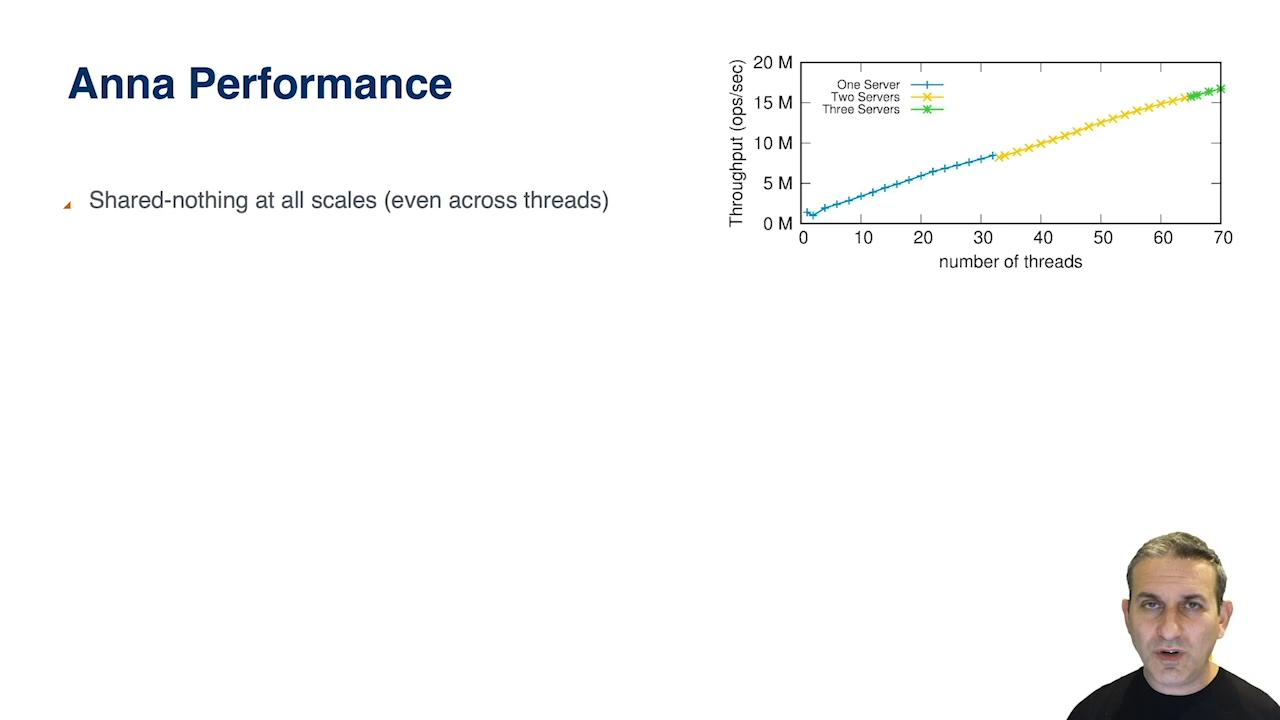 Anna Performance
Shared-nothing at all scales (even across threads)
Throughput (ops/sec)
20 M
15 M
10 M
5 M
0 M
One Server
Two Servers
Three Servers
0 10 20 30 40 50 60 70
number of threads